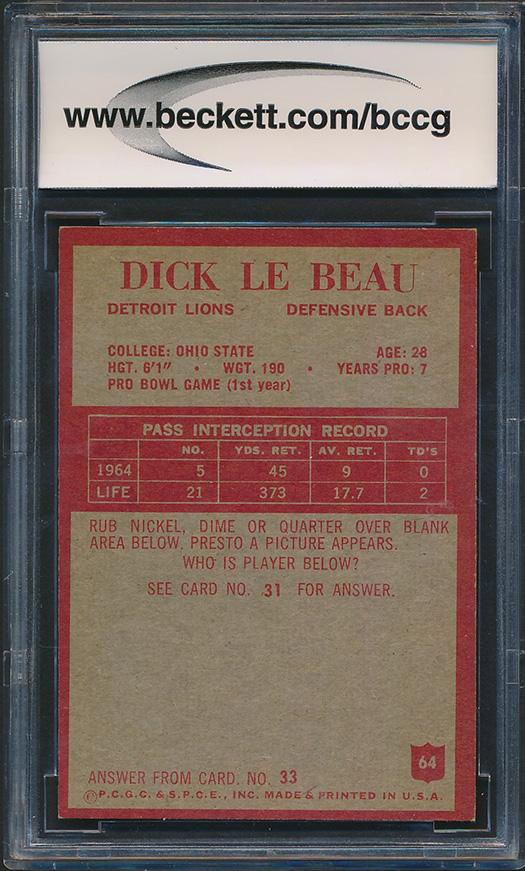 www.beckett.com/bccg
DICK LE BEAU
DETROIT LIONS DEFENSIVE BACK
COLLEGE: OHIO STATE AGE: 28
HGT. 6'1" • WGT. 190 • YEARS PRO: 7
PRO BOWL GAME (1st year)
PASS INTERCEPTION RECORD
NO. YDS. RET. AV. RET. TD'S
1964 5 45 9 0
LIFE 21 373 17.7 2
RUB NICKEL, DIME OR QUARTER OVER BLANK
AREA BELOW. PRESTO A PICTURE APPEARS.
WHO IS PLAYER BELOW?
SEE CARD NO. 31 FOR ANSWER.
64
ANSWER FROM CARD. NO. 33
©P.C.G.C. & S.P.C.E., INC. MADE & PRINTED IN U.S.A.